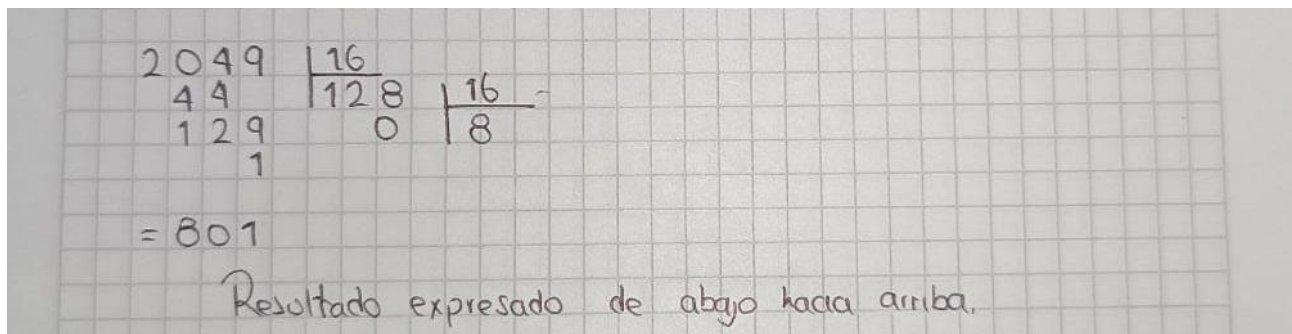 2049 16
44 128 16
129 0 8
1
= 801
Resultado expresado de abajo hacia arriba.